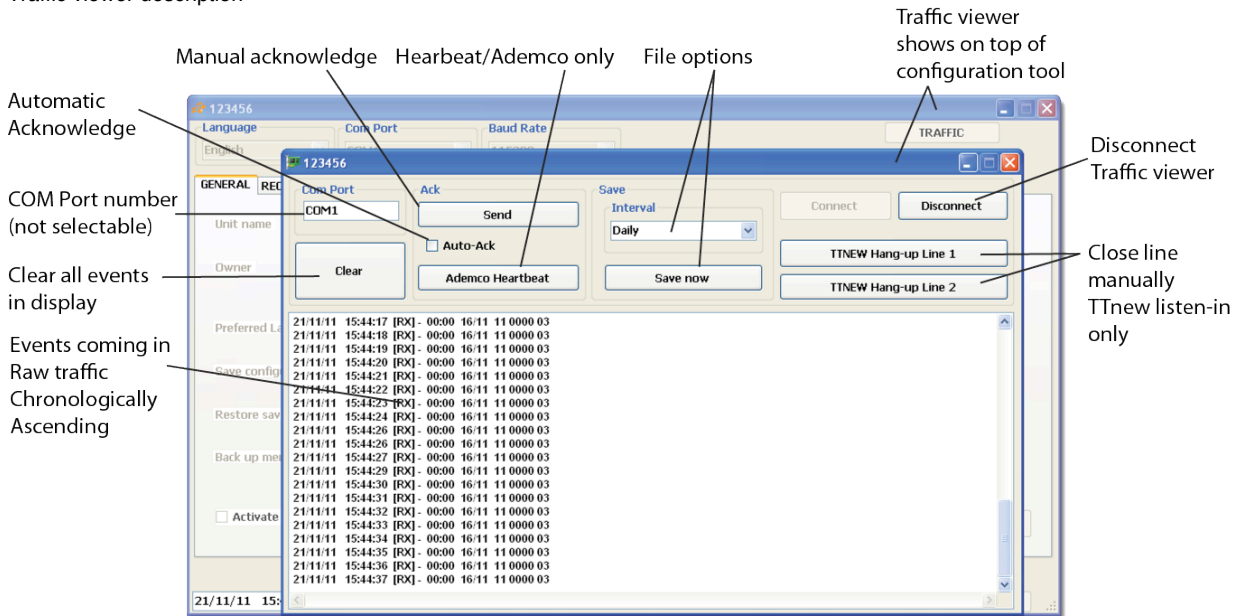 Traffic viewer description
Traffic viewer
shows on top of
configuration tool
Manual acknowledge
Hearbeat/Ademco only
File options
Automatic
Acknowledge
COM Port number
(not selectable)
Clear all events
in display
Events coming in
Raw traffic
Chronologically
Ascending
Disconnect
Traffic viewer
Close line
manually
TTnew listen-in
only
123456
Language
Com Port
Baud Rate
TRAFFIC
English
GENERAL
Unit name
Owner
Preferred
Save
Restore
Back up
Activate
21/11/11
123456
Com Port
COM1
Clear
Ack
Send
Auto-Ack
Ademco Heartbeat
Save
Interval
Daily
Save now
Connect
Disconnect
TTNEW Hang-up Line 1
TTNEW Hang-up Line 2
21/11/11 15:44:17 [RX] - 00:00 16/11 11 0000 03
21/11/11 15:44:18 [RX] - 00:00 16/11 11 0000 03
21/11/11 15:44:19 [RX] - 00:00 16/11 11 0000 03
21/11/11 15:44:20 [RX] - 00:00 16/11 11 0000 03
21/11/11 15:44:21 [RX] - 00:00 16/11 11 0000 03
21/11/11 15:44:22 [RX] - 00:00 16/11 11 0000 03
21/11/11 15:44:23 [RX] - 00:00 16/11 11 0000 03
21/11/11 15:44:24 [RX] - 00:00 16/11 11 0000 03
21/11/11 15:44:26 [RX] - 00:00 16/11 11 0000 03
21/11/11 15:44:26 [RX] - 00:00 16/11 11 0000 03
21/11/11 15:44:27 [RX] - 00:00 16/11 11 0000 03
21/11/11 15:44:29 [RX] - 00:00 16/11 11 0000 03
21/11/11 15:44:30 [RX] - 00:00 16/11 11 0000 03
21/11/11 15:44:31 [RX] - 00:00 16/11 11 0000 03
21/11/11 15:44:32 [RX] - 00:00 16/11 11 0000 03
21/11/11 15:44:33 [RX] - 00:00 16/11 11 0000 03
21/11/11 15:44:34 [RX] - 00:00 16/11 11 0000 03
21/11/11 15:44:35 [RX] - 00:00 16/11 11 0000 03
21/11/11 15:44:36 [RX] - 00:00 16/11 11 0000 03
21/11/11 15:44:37 [RX] - 00:00 16/11 11 0000 03